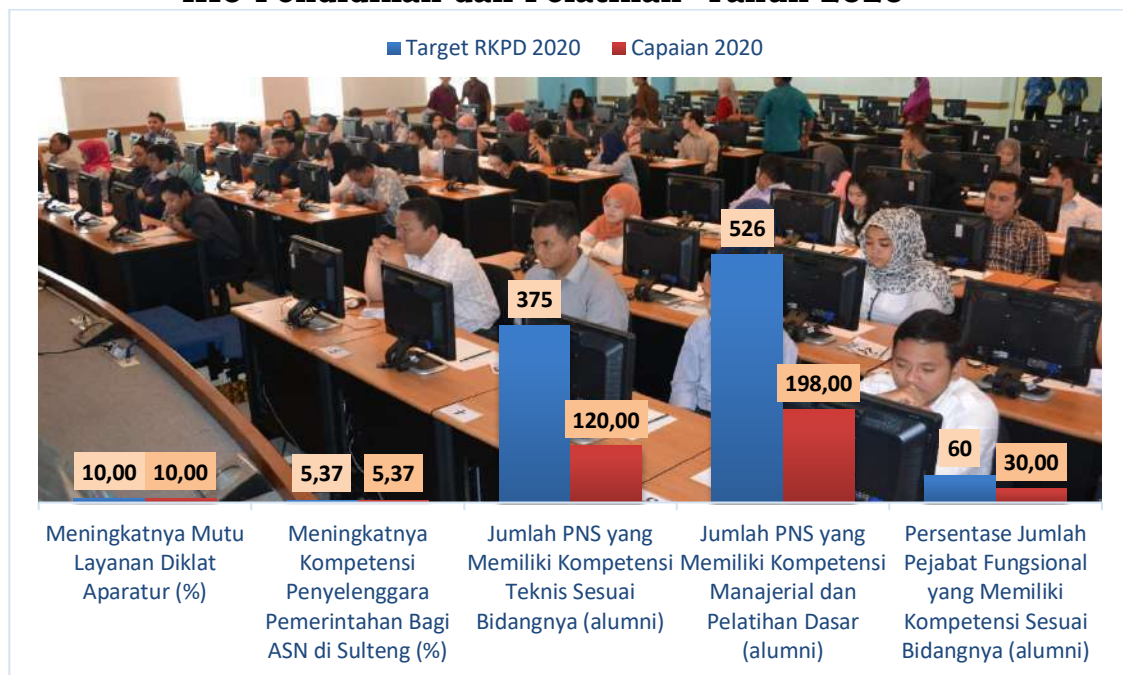 Target RKPD 2020 Capaian 2020
526
375
198,00
120,00
60
30,00
10,00 10,00
5,37 5,37
Meningkatnya Mutu
Layanan Diklat
Aparatur (%)
Meningkatnya
Kompetensi
Penyelenggara
Pemerintahan Bagi
ASN di Sulteng (%)
Jumlah PNS yang
Memiliki Kompetensi
Teknis Sesuai
Bidangnya (alumni)
Jumlah PNS yang
Memiliki Kompetensi
Manajerial dan
Pelatihan Dasar
(alumni)
Persentase Jumlah
Pejabat Fungsional
yang Memiliki
Kompetensi Sesuai
Bidangnya (alumni)